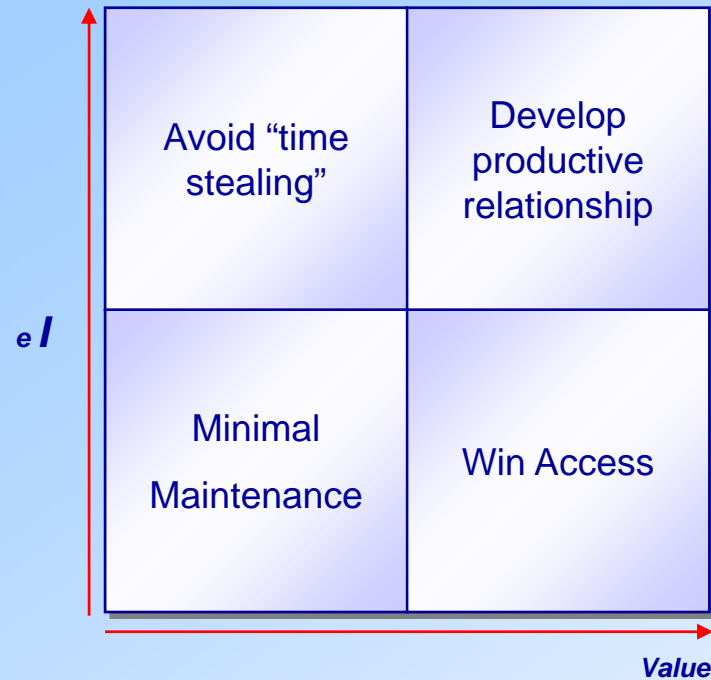 Avoid “time
stealing”
Develop
productive
relationship
e I
Minimal
Maintenance
Win Access
Value